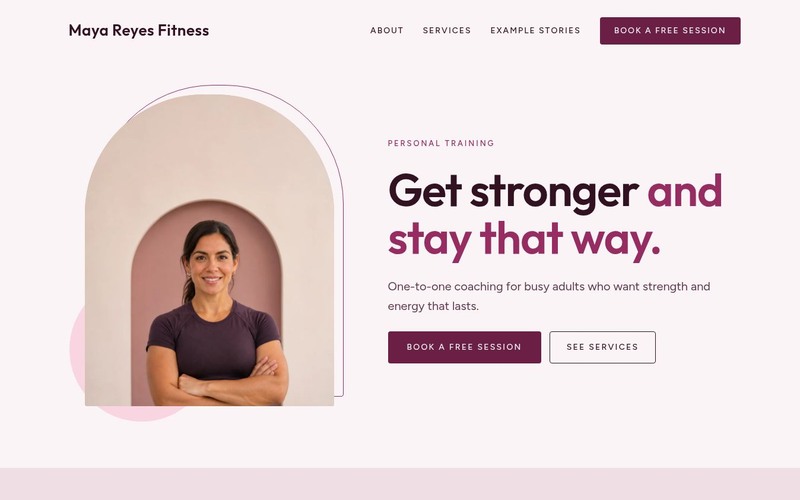 Maya Reyes Fitness
ABOUT
SERVICES
EXAMPLE STORIES
BOOK A FREE SESSION
PERSONAL TRAINING
Get stronger and
stay that way.
One-to-one coaching for busy adults who want strength and
energy that lasts.
BOOK A FREE SESSION
SEE SERVICES